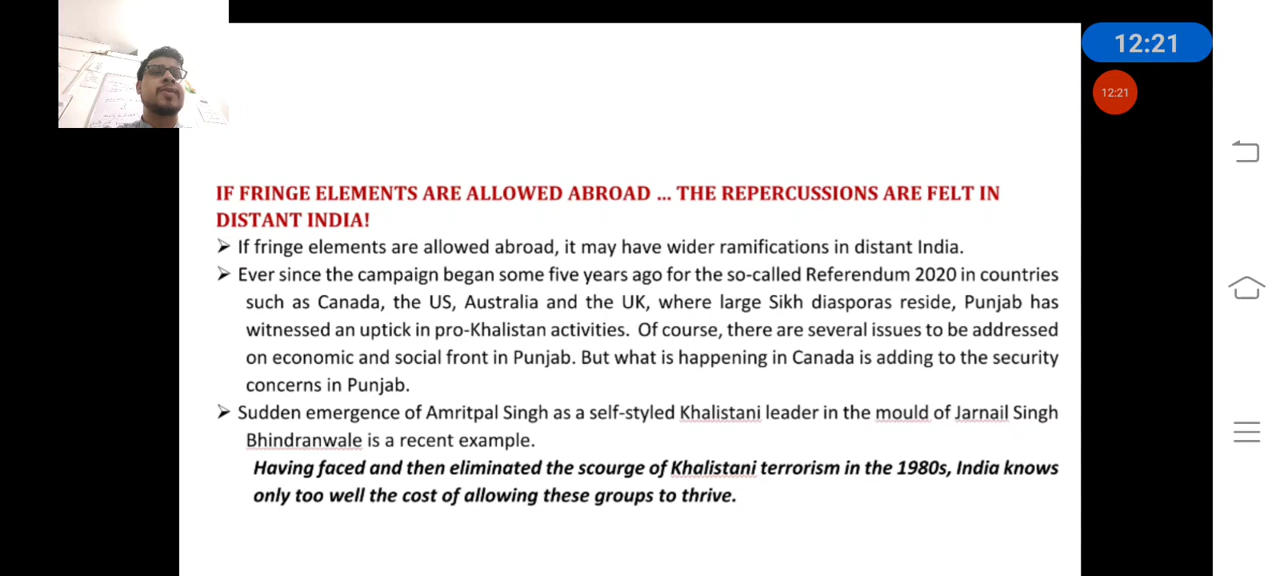 12:21
12:21
IF FRINGE ELEMENTS ARE ALLOWED ABROAD ... THE REPERCUSSIONS ARE FELT IN
DISTANT INDIA!
➢ If fringe elements are allowed abroad, it may have wider ramifications in distant India.
➢ Ever since the campaign began some five years ago for the so-called Referendum 2020 in countries
such as Canada, the US, Australia and the UK, where large Sikh diasporas reside, Punjab has
witnessed an uptick in pro-Khalistan activities. Of course, there are several issues to be addressed
on economic and social front in Punjab. But what is happening in Canada is adding to the security
concerns in Punjab.
➢ Sudden emergence of Amritpal Singh as a self-styled Khalistani leader in the mould of Jarnail Singh
Bhindranwale is a recent example.
Having faced and then eliminated the scourge of Khalistani terrorism in the 1980s, India knows
only too well the cost of allowing these groups to thrive.